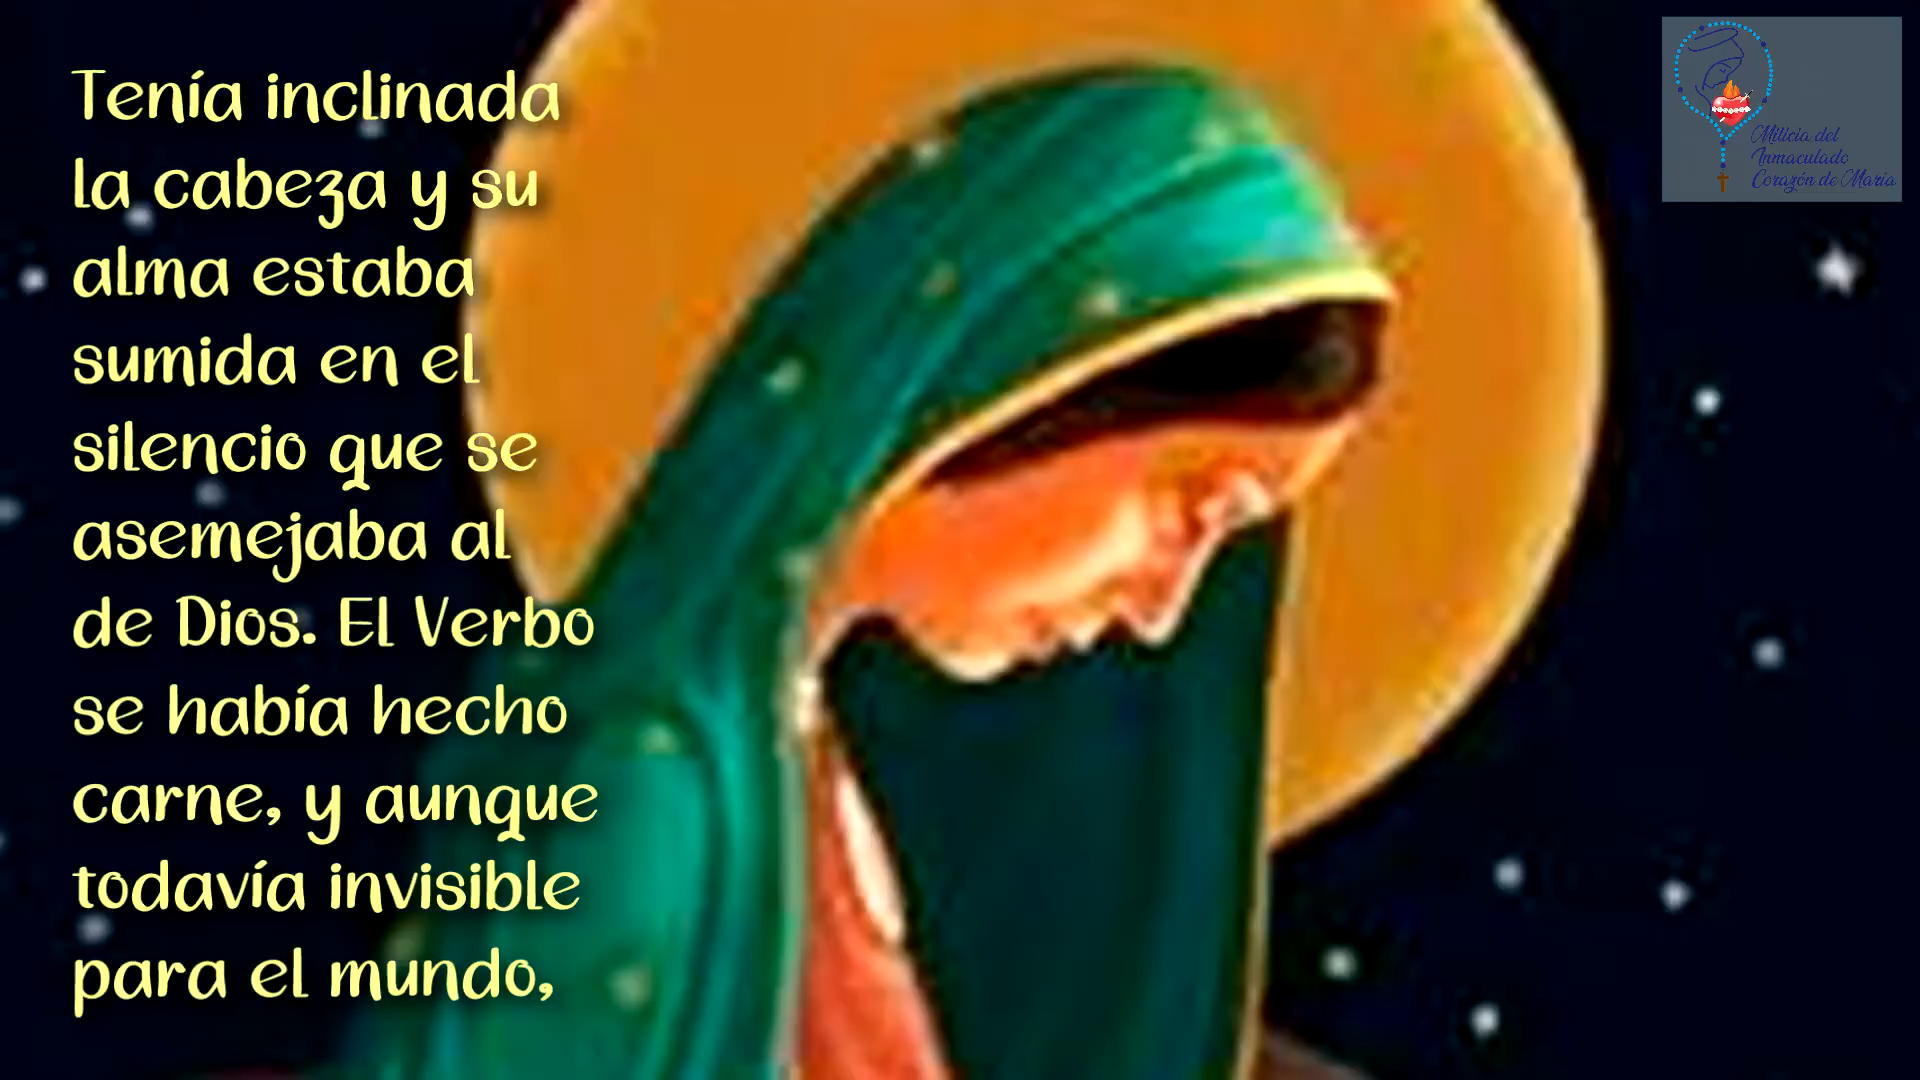 Tenía inclinada
la cabeza y su
alma estaba
sumida en el
silencio que se
asemejaba al
de Dios. El Verbo
se había hecho
carne, y aunque
todavía invisible
para el mundo,
Milicia del
Inmaculado
Corazón de María